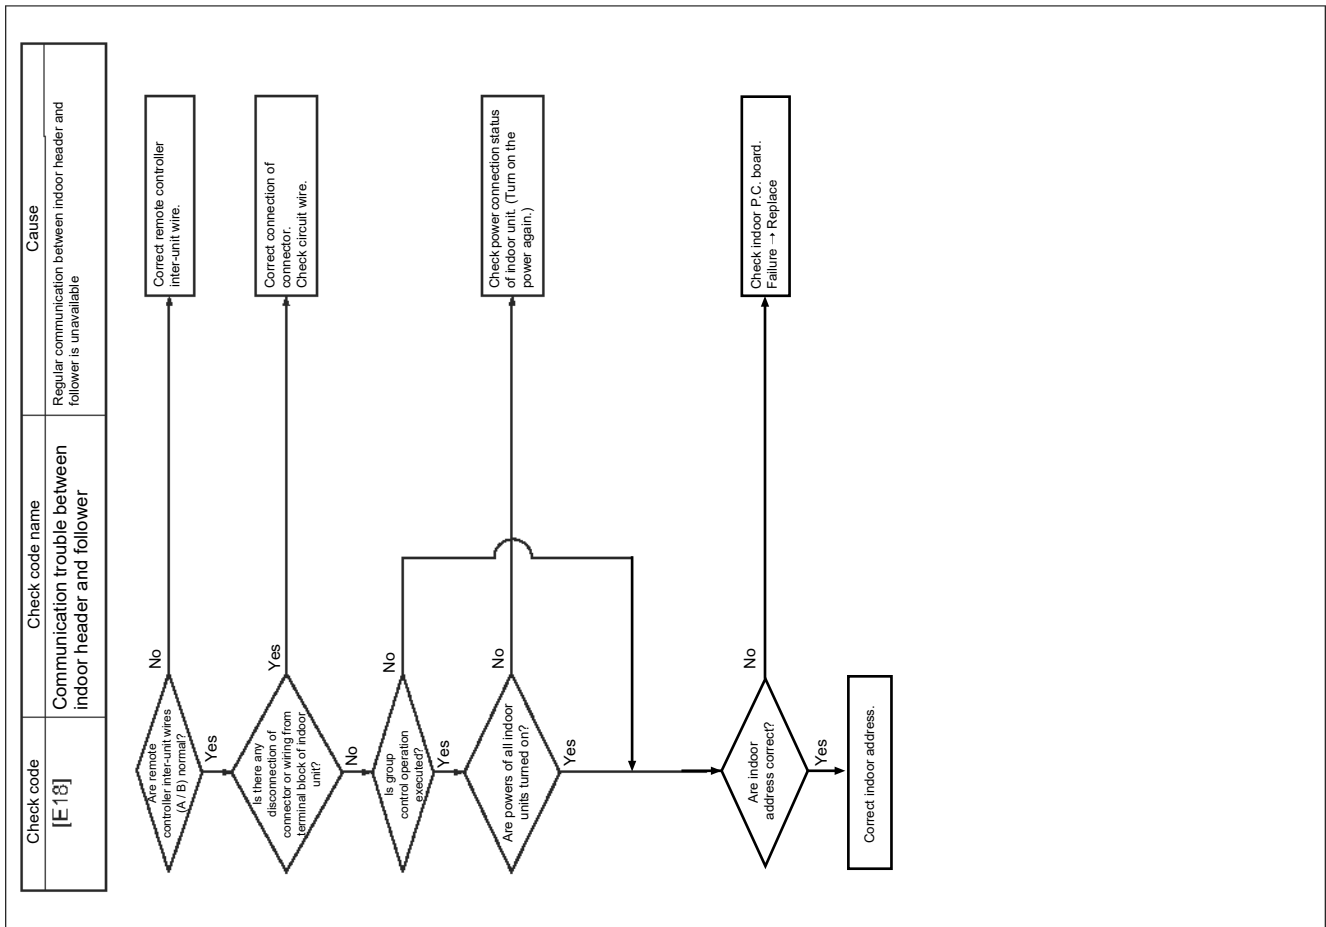 Check code
Check code name
Cause
[E18]
Communication trouble between
indoor header and follower
Regular communication between indoor header and
follower is unavailable
Are remote
controller inter-unit wires
(A / B) normal?
No
Correct remote controller
inter-unit wire.
Yes
Is there any
disconnection of
connector or wiring from
terminal block of indoor
unit?
Yes
Correct connection of
connector.
Check circuit wire.
No
Is group
control operation
executed?
No
Yes
Are powers of all indoor
units turned on?
No
Check power connection status
of indoor unit. (Turn on the
power again.)
Yes
Are indoor
address correct?
No
Check indoor P.C. board.
Failure → Replace
Yes
Correct indoor address.